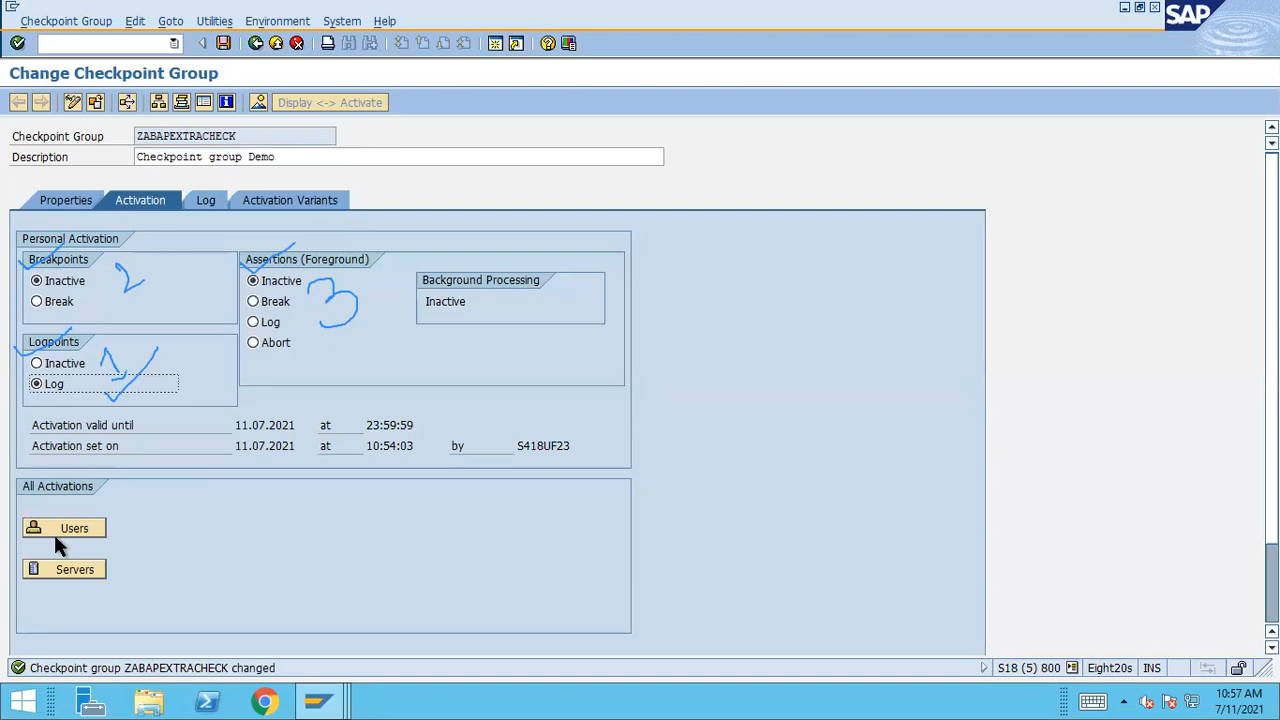 Checkpoint Group Edit Goto Utilities Environment System Help
SAP
Change Checkpoint Group
Display <-> Activate
Checkpoint Group ZABAPEXTRACHECK
Description Checkpoint group Demo
Properties Activation Log Activation Variants
Personal Activation
Breakpoints
Inactive
Break
2
Logpoints
Inactive
Log
1
Assertions (Foreground)
Inactive
Break
Log
Abort
3
Background Processing
Inactive
Activation valid until 11.07.2021 at 23:59:59
Activation set on 11.07.2021 at 10:54:03 by S418UF23
All Activations
Users
Servers
Checkpoint group ZABAPEXTRACHECK changed
S18 (5) 800 Eight20s INS
10:57 AM
7/11/2021